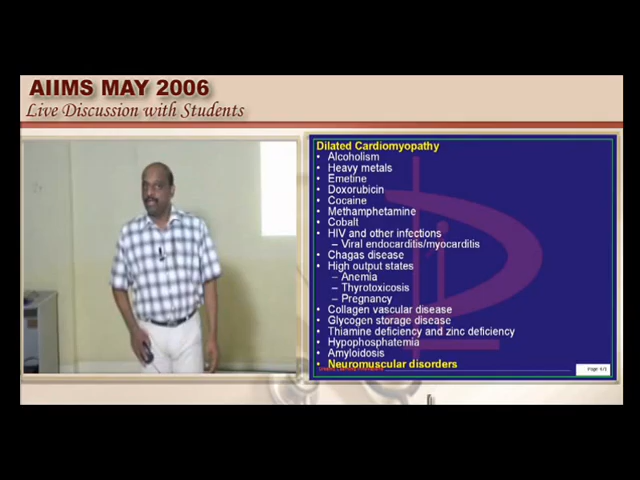 AIIMS MAY 2006
Live Discussion with Students
Dilated Cardiomyopathy
• Alcoholism
• Heavy metals
• Emetine
• Doxorubicin
• Cocaine
• Methamphetamine
• Cobalt
• HIV and other infections
– Viral endocarditis/myocarditis
• Chagas disease
• High output states
– Anemia
– Thyrotoxicosis
– Pregnancy
• Collagen vascular disease
• Glycogen storage disease
• Thiamine deficiency and zinc deficiency
• Hypophosphatemia
• Amyloidosis
• Neuromuscular disorders